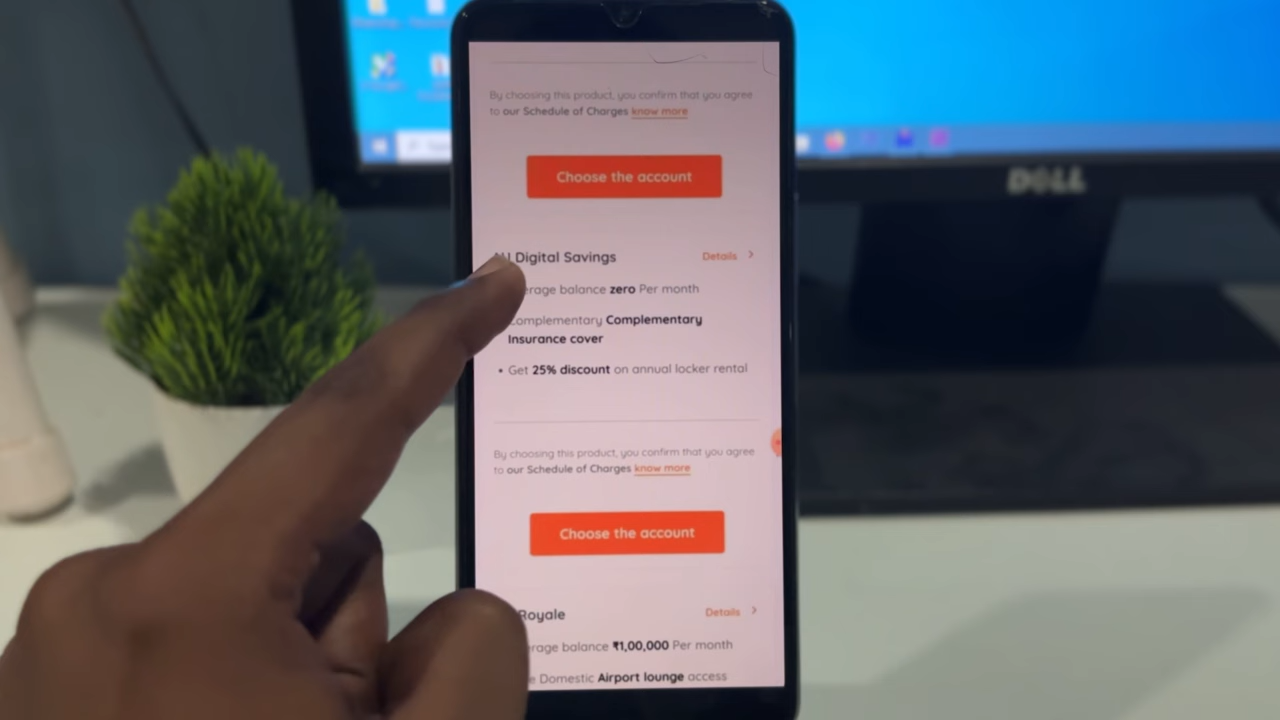 By choosing this product, you confirm that you agree
to our Schedule of Charges know more
Choose the account
Digital Savings
Details
balance zero Per month
Complementary Complementary
Insurance cover
• Get 25% discount on annual locker rental
By choosing this product, you confirm that you agree
to our Schedule of Charges know more
Choose the account
Royale
Details
balance ₹1,00,000 Per month
Domestic Airport lounge access
DELL